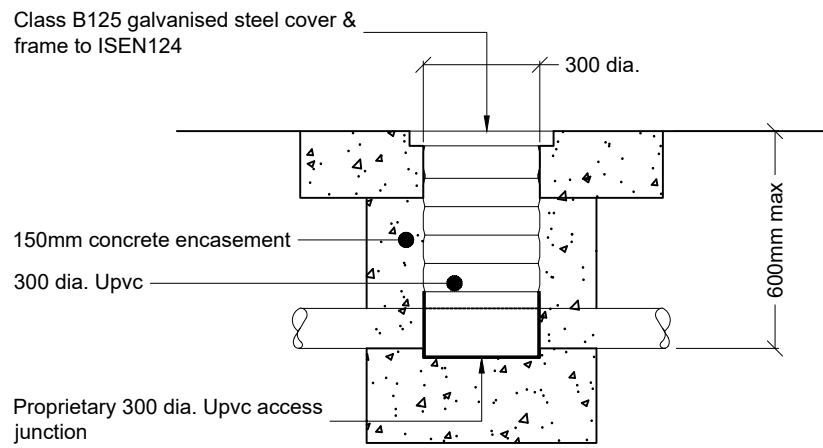 Class B125 galvanised steel cover &
frame to ISEN124
300 dia.
150mm concrete encasement
300 dia. Upvc
600mm max
Proprietary 300 dia. Upvc access
junction